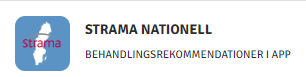 strama
STRAMA NATIONELL
BEHANDLINGSREKOMMENDATIONER I APP